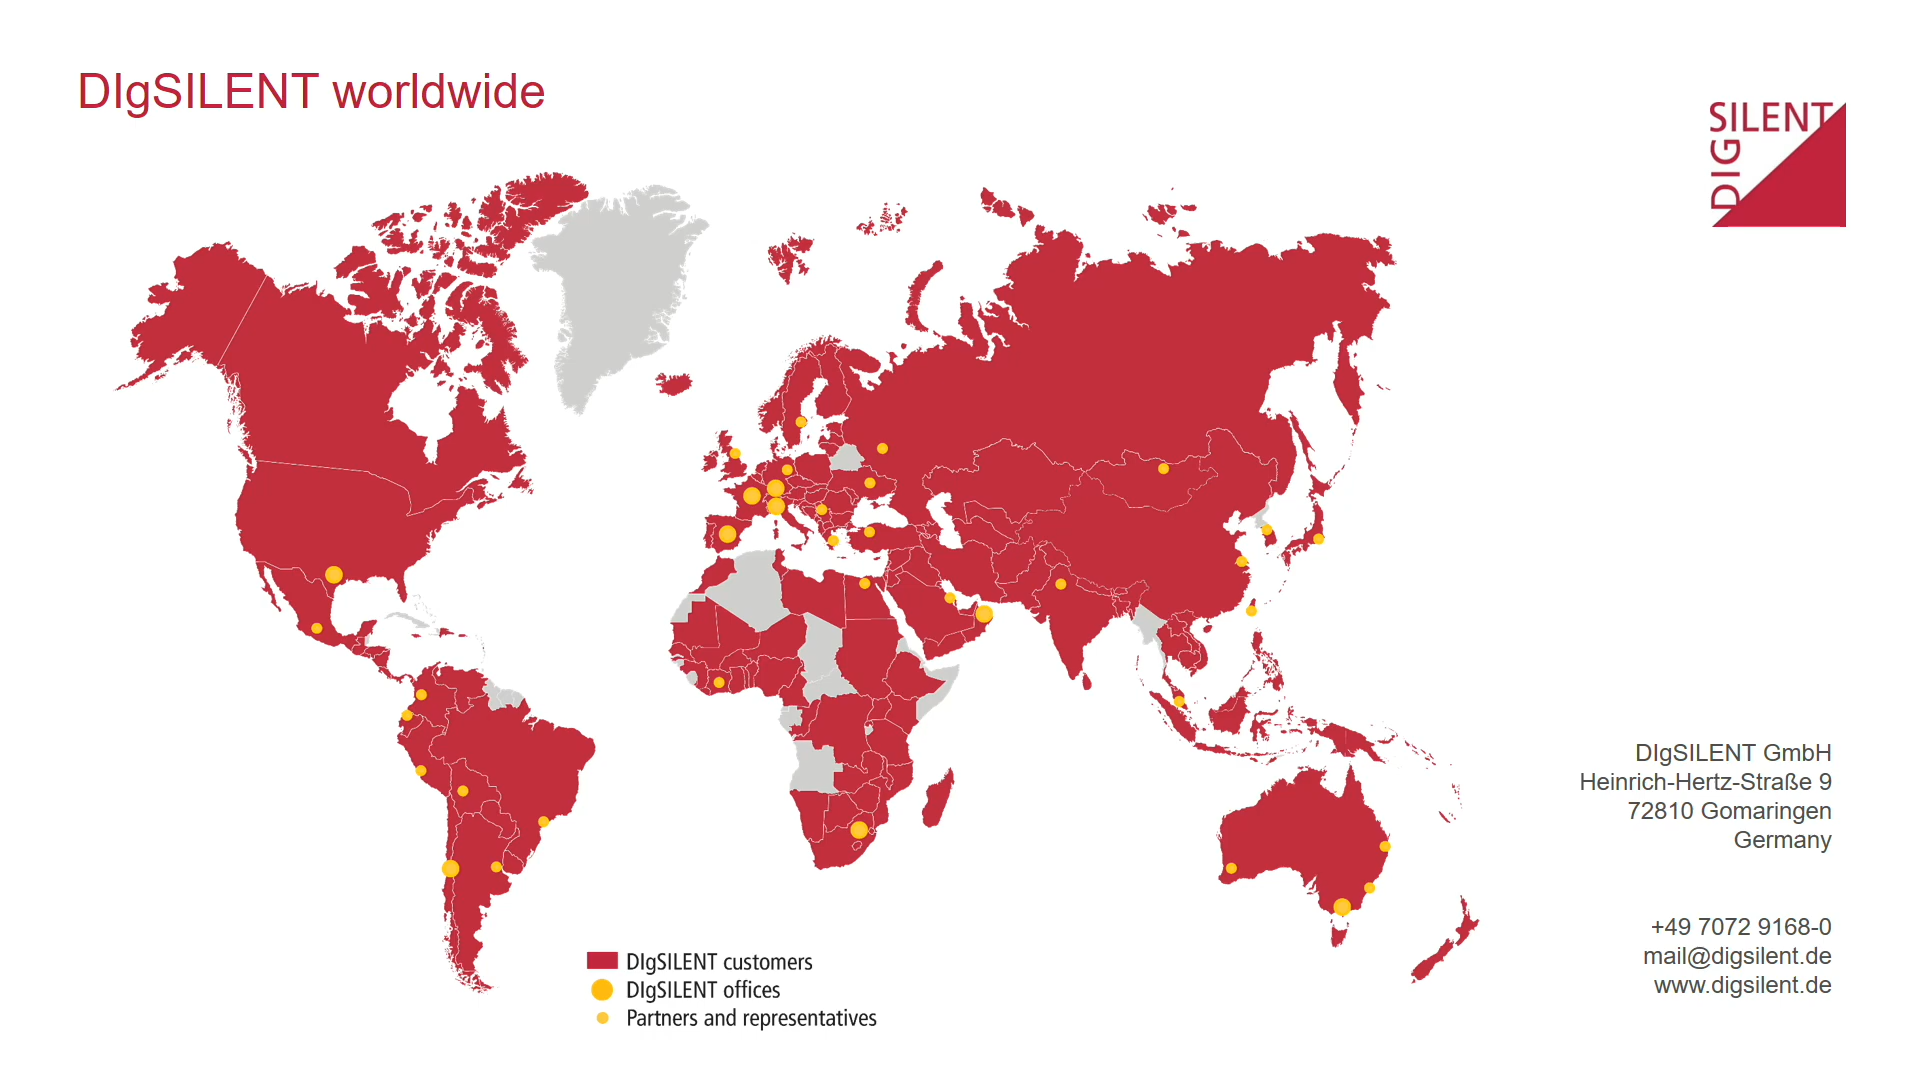 DIgSILENT worldwide
SILENT
DIG
DIgSILENT GmbH
Heinrich-Hertz-Straße 9
72810 Gomaringen
Germany
+49 7072 9168-0
mail@digsilent.de
www.digsilent.de
DIgSILENT customers
DIgSILENT offices
Partners and representatives